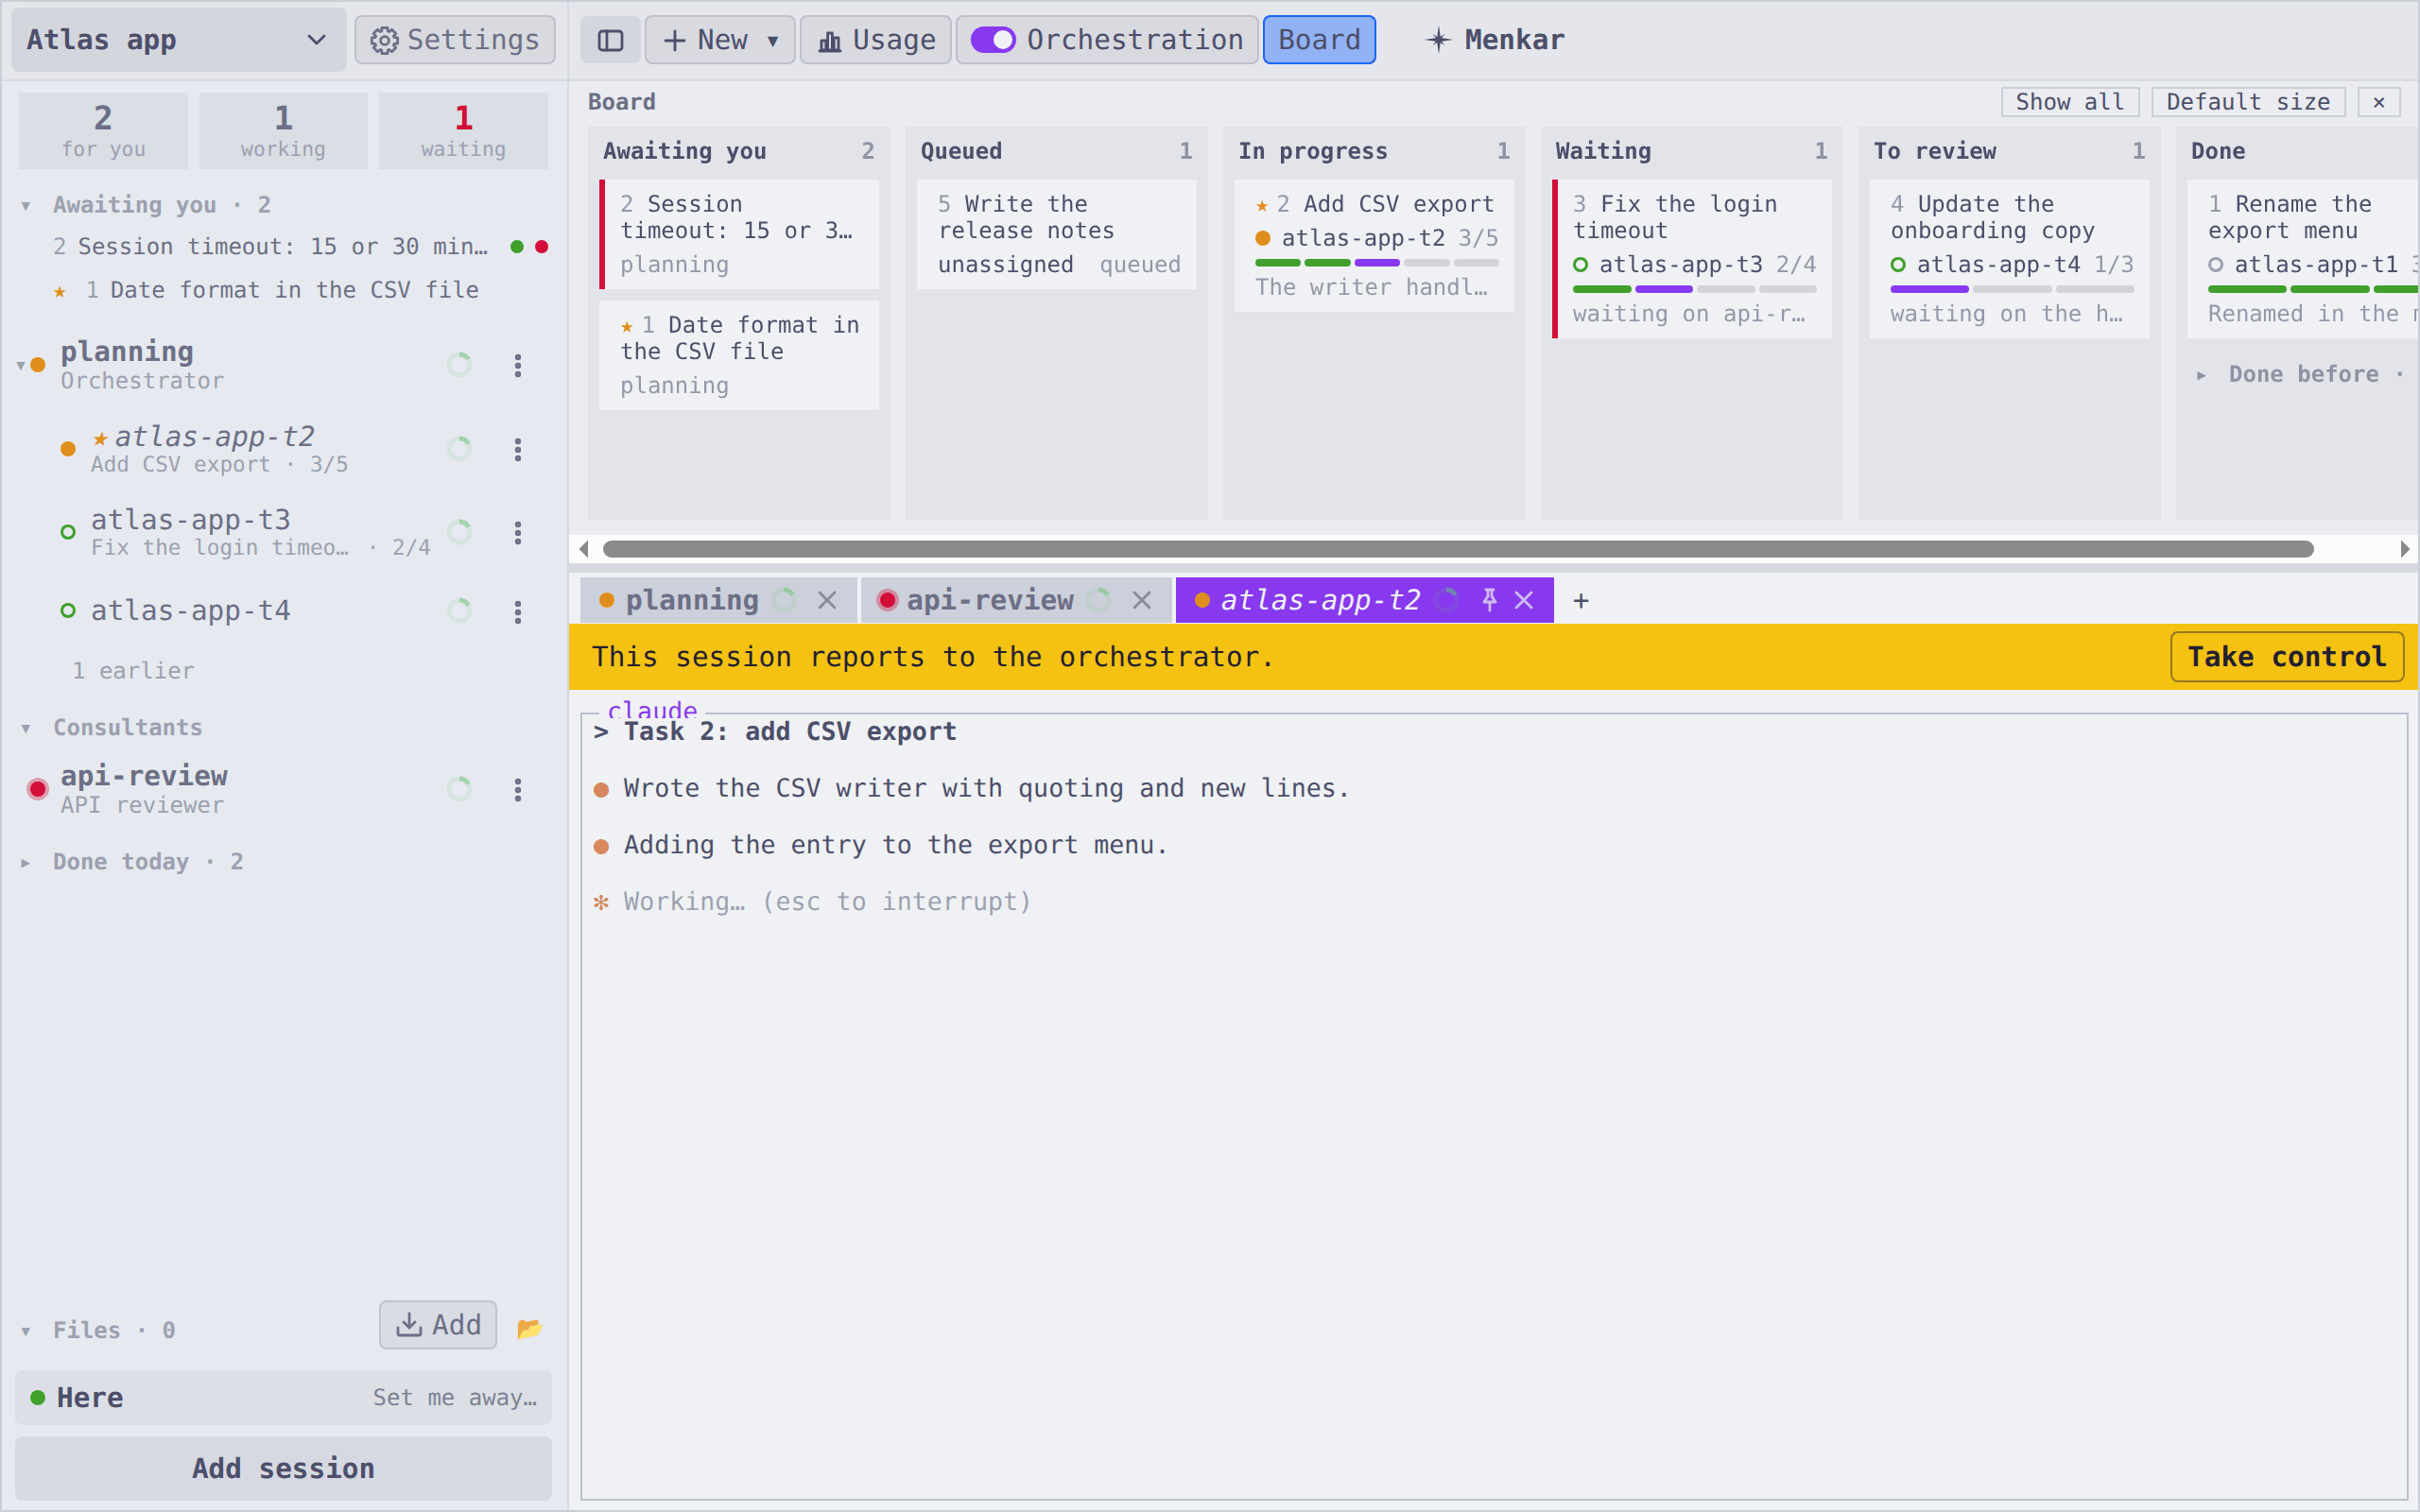 Atlas app
Settings
New
Usage
Orchestration
Board
Menkar
2
for you
1
working
1
waiting
Awaiting you · 2
2 Session timeout: 15 or 30 min…
1 Date format in the CSV file
planning
Orchestrator
atlas-app-t2
Add CSV export · 3/5
atlas-app-t3
Fix the login timeo… · 2/4
atlas-app-t4
1 earlier
Consultants
api-review
API reviewer
Done today · 2
Files · 0
Add
Here
Set me away…
Add session
Board
Show all
Default size
×
Awaiting you 2
2 Session
timeout: 15 or 3…
planning
1 Date format in
the CSV file
planning
Queued 1
5 Write the
release notes
unassigned queued
In progress 1
2 Add CSV export
atlas-app-t2 3/5
The writer handl…
Waiting 1
3 Fix the login
timeout
atlas-app-t3 2/4
waiting on api-r…
To review 1
4 Update the
onboarding copy
atlas-app-t4 1/3
waiting on the h…
Done
1 Rename the
export menu
atlas-app-t1
Renamed in the
Done before ·
planning
api-review
atlas-app-t2
+
This session reports to the orchestrator.
Take control
claude
> Task 2: add CSV export
Wrote the CSV writer with quoting and new lines.
Adding the entry to the export menu.
Working… (esc to interrupt)